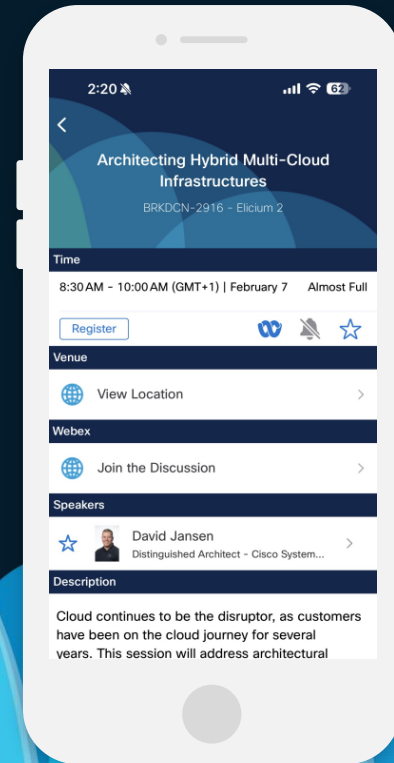 2:20
62
Architecting Hybrid Multi-Cloud
Infrastructures
BRKDCN-2916 - Elicium 2
Time
8:30 AM - 10:00 AM (GMT+1) | February 7 Almost Full
Register
Venue
View Location
Webex
Join the Discussion
Speakers
David Jansen
Distinguished Architect - Cisco System...
Description
Cloud continues to be the disruptor, as customers
have been on the cloud journey for several
years. This session will address architectural